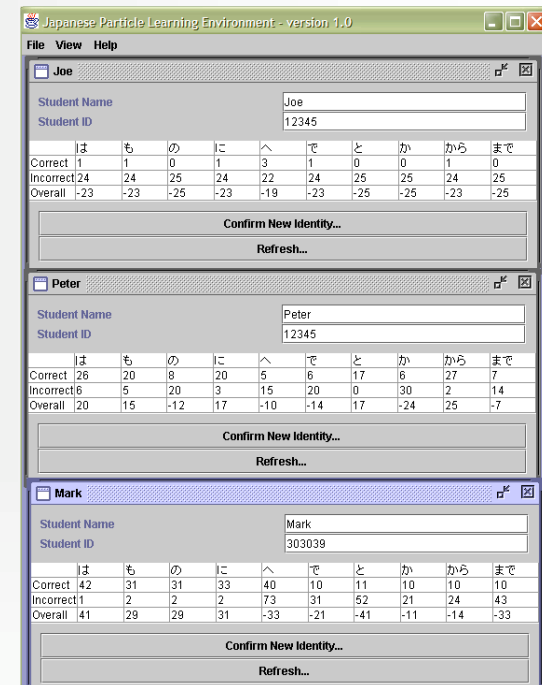 Japanese Particle Learning Environment - version 1.0
File View Help
Joe
Student Name Joe
Student ID 12345
は も の に へ で と か から まで
Correct 1 1 0 1 3 1 0 0 1 0
Incorrect 24 24 25 24 22 24 25 25 24 25
Overall -23 -23 -25 -23 -19 -23 -25 -25 -23 -25
Confirm New Identity...
Refresh...
Peter
Student Name Peter
Student ID 12345
は も の に へ で と か から まで
Correct 26 20 8 20 5 6 17 6 27 7
Incorrect 6 5 20 3 15 20 0 30 2 14
Overall 20 15 -12 17 -10 -14 17 -24 25 -7
Confirm New Identity...
Refresh...
Mark
Student Name Mark
Student ID 303039
は も の に へ で と か から まで
Correct 42 31 31 33 40 10 11 10 10 10
Incorrect 1 2 2 2 73 31 52 21 24 43
Overall 41 29 29 31 -33 -21 -41 -11 -14 -33
Confirm New Identity...
Refresh...